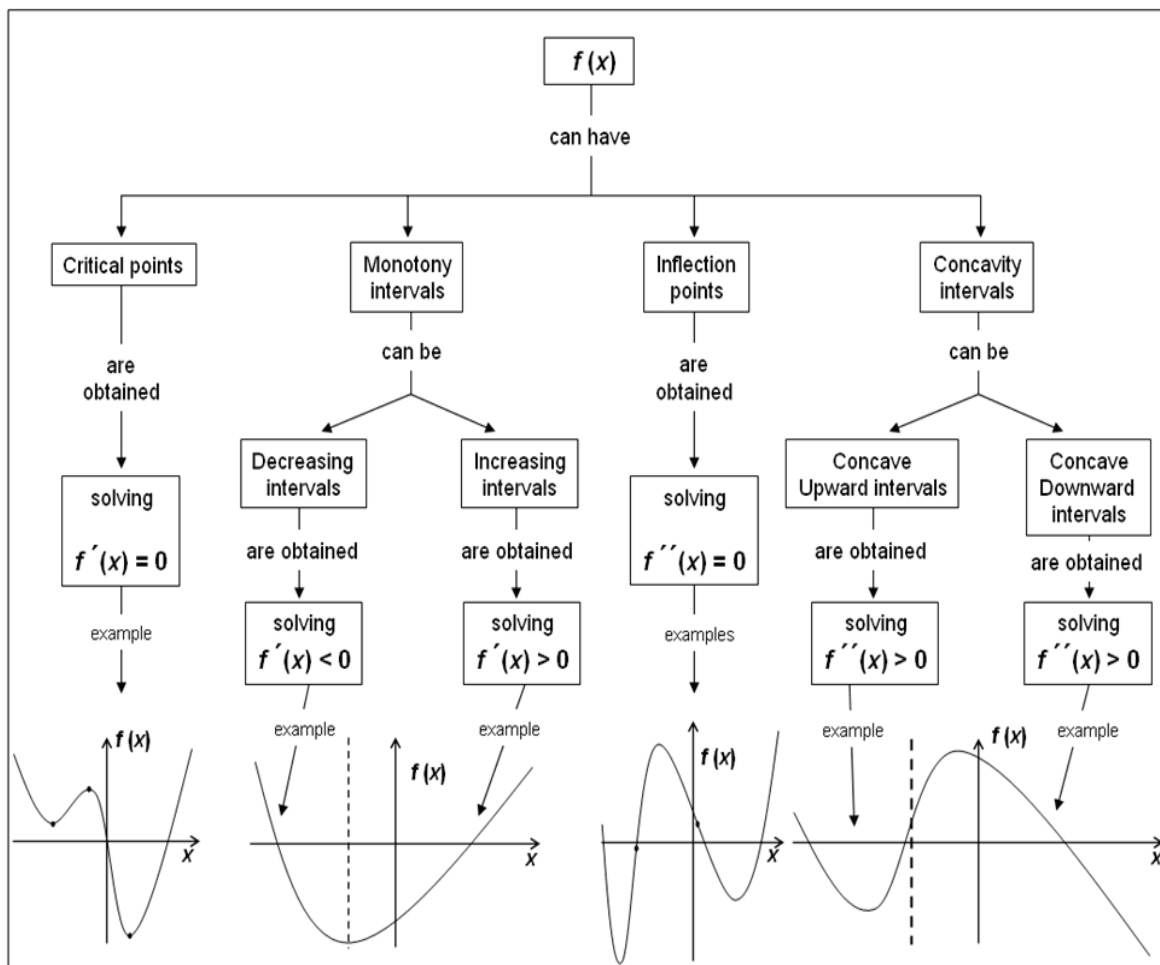 f (x)
can have
Critical points
Monotony
intervals
Inflection
points
Concavity
intervals
are
obtained
can be
are
obtained
can be
Decreasing
intervals
Increasing
intervals
Concave
Upward intervals
Concave
Downward
intervals
solving
f ´(x) = 0
are obtained
are obtained
solving
f ´´(x) = 0
are obtained
are obtained
example
solving
f ´(x) < 0
solving
f ´(x) > 0
examples
solving
f ´´(x) > 0
solving
f ´´(x) > 0
example
example
example
example
f (x)
x
f (x)
x
f (x)
x
f (x)
x